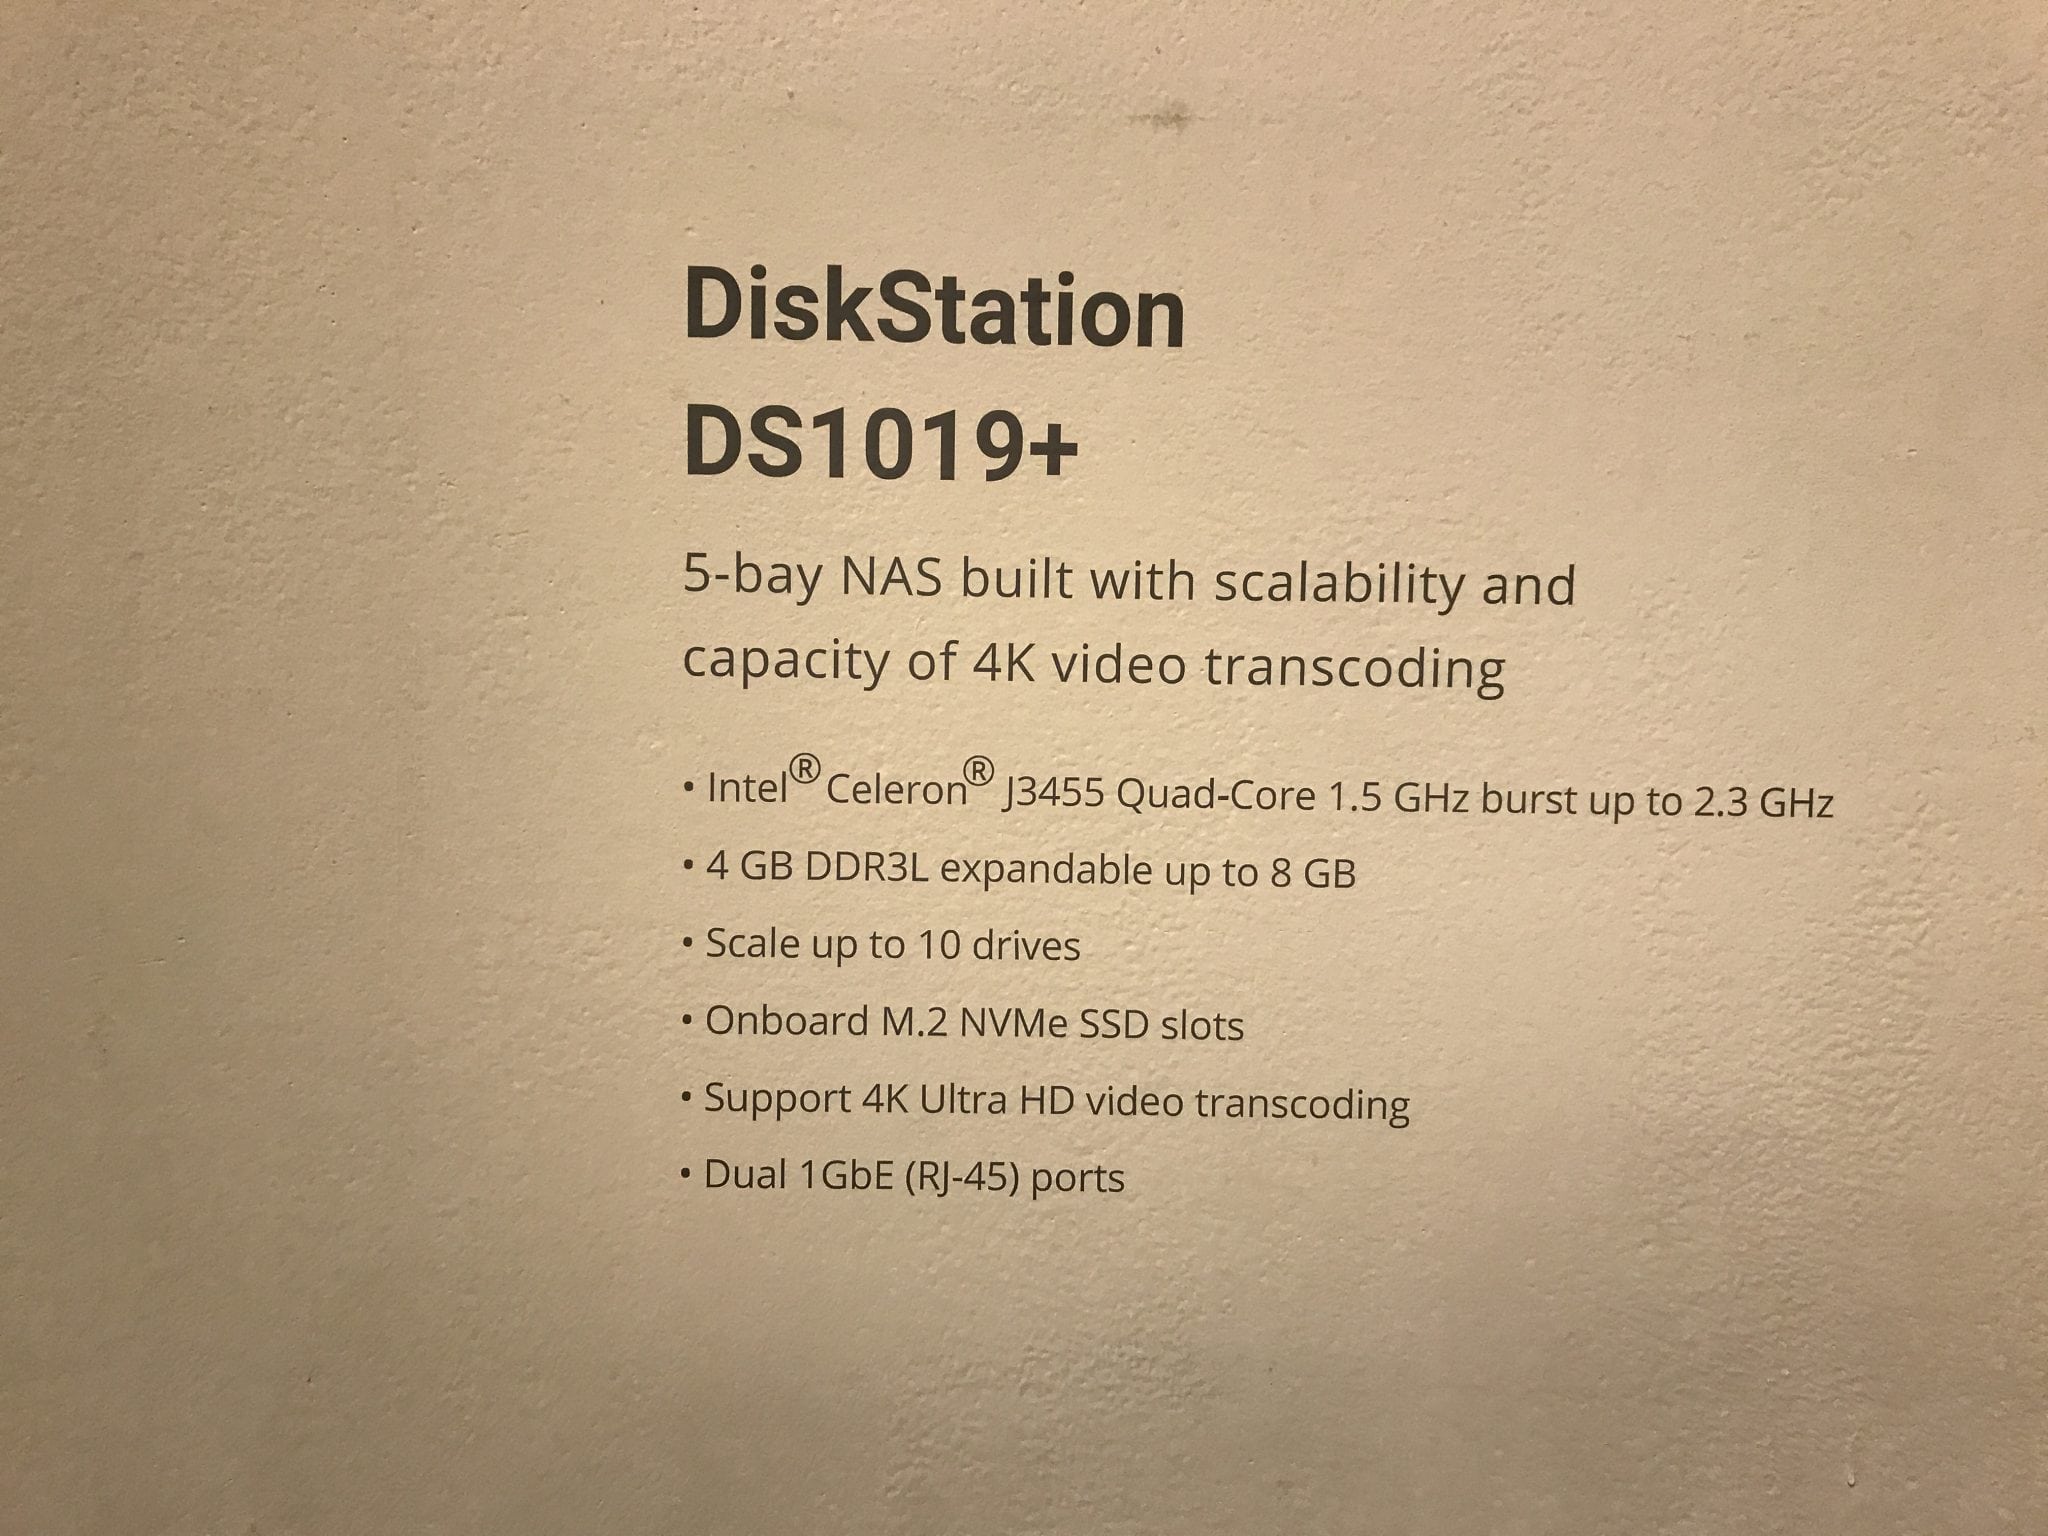 DiskStation
DS1019+
5-bay NAS built with scalability and
capacity of 4K video transcoding
• Intel® Celeron® J3455 Quad-Core 1.5 GHz burst up to 2.3 GHz
• 4 GB DDR3L expandable up to 8 GB
• Scale up to 10 drives
• Onboard M.2 NVMe SSD slots
• Support 4K Ultra HD video transcoding
• Dual 1GbE (RJ-45) ports